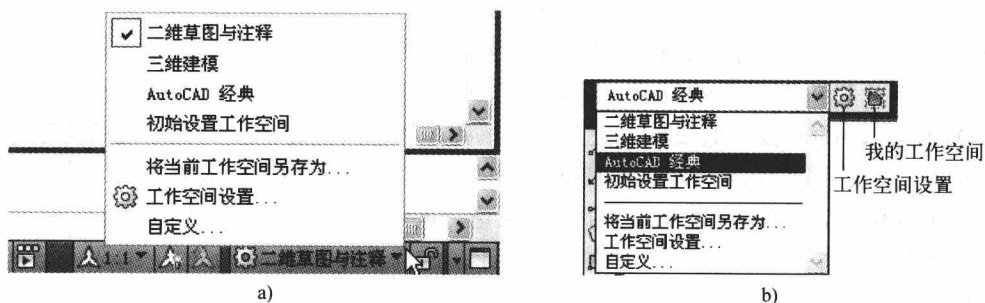 二维草图与注释
三维建模
AutoCAD 经典
初始设置工作空间
将当前工作空间另存为...
工作空间设置...
自定义...
1:1
二维草图与注释
a)
AutoCAD 经典
二维草图与注释
三维建模
AutoCAD 经典
初始设置工作空间
将当前工作空间另存为...
工作空间设置...
自定义...
我的工作空间
工作空间设置
b)